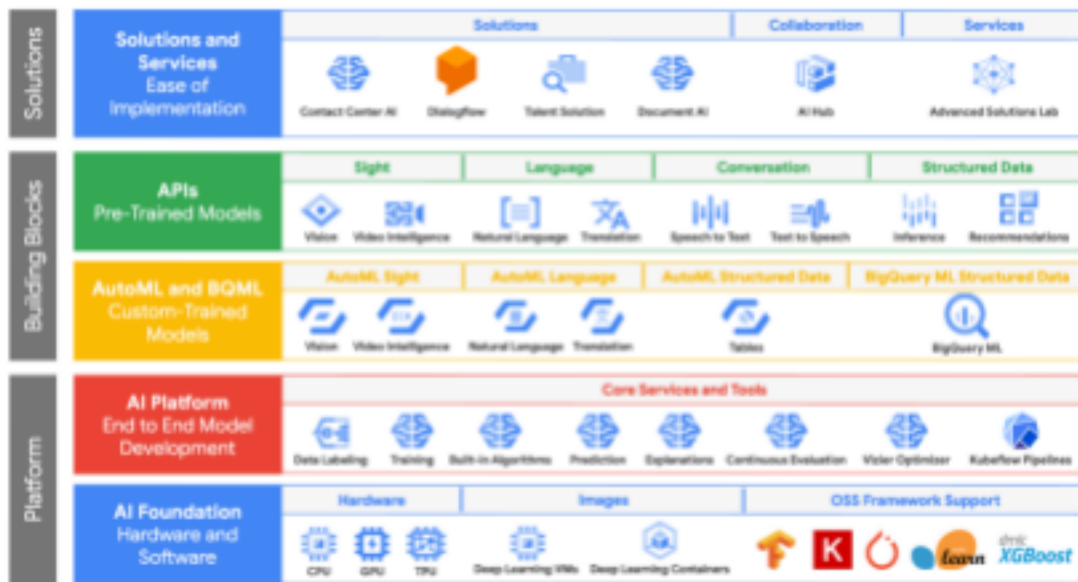 Solutions
Solutions and
Services
Ease of
Implementation
Solutions
Collaboration
Services
Contact Center AI
Dialogflow
Talent Solution
Document AI
AI Hub
Advanced Solutions Lab
Building Blocks
APIs
Pre-Trained Models
Sight
Language
Conversation
Structured Data
Vision
Video Intelligence
Natural Language
Translation
Speech to Text
Text to Speech
Inference
Recommendations
AutoML and BQML
Custom-Trained
Models
AutoML Sight
AutoML Language
AutoML Structured Data
BigQuery ML Structured Data
Vision
Video Intelligence
Natural Language
Translation
Tables
BigQuery ML
Platform
AI Platform
End to End Model
Development
Core Services and Tools
Data Labeling
Training
Built-in Algorithms
Prediction
Explanations
Continuous Evaluation
Vizier Optimizer
Kubeflow Pipelines
AI Foundation
Hardware and
Software
Hardware
Images
OSS Framework Support
CPU
GPU
TPU
Deep Learning VMs
Deep Learning Containers
K
learn
dmlc
XGBoost